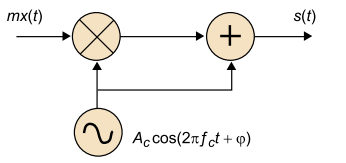 mx(t)
s(t)
A_c cos(2πf_c t + φ)